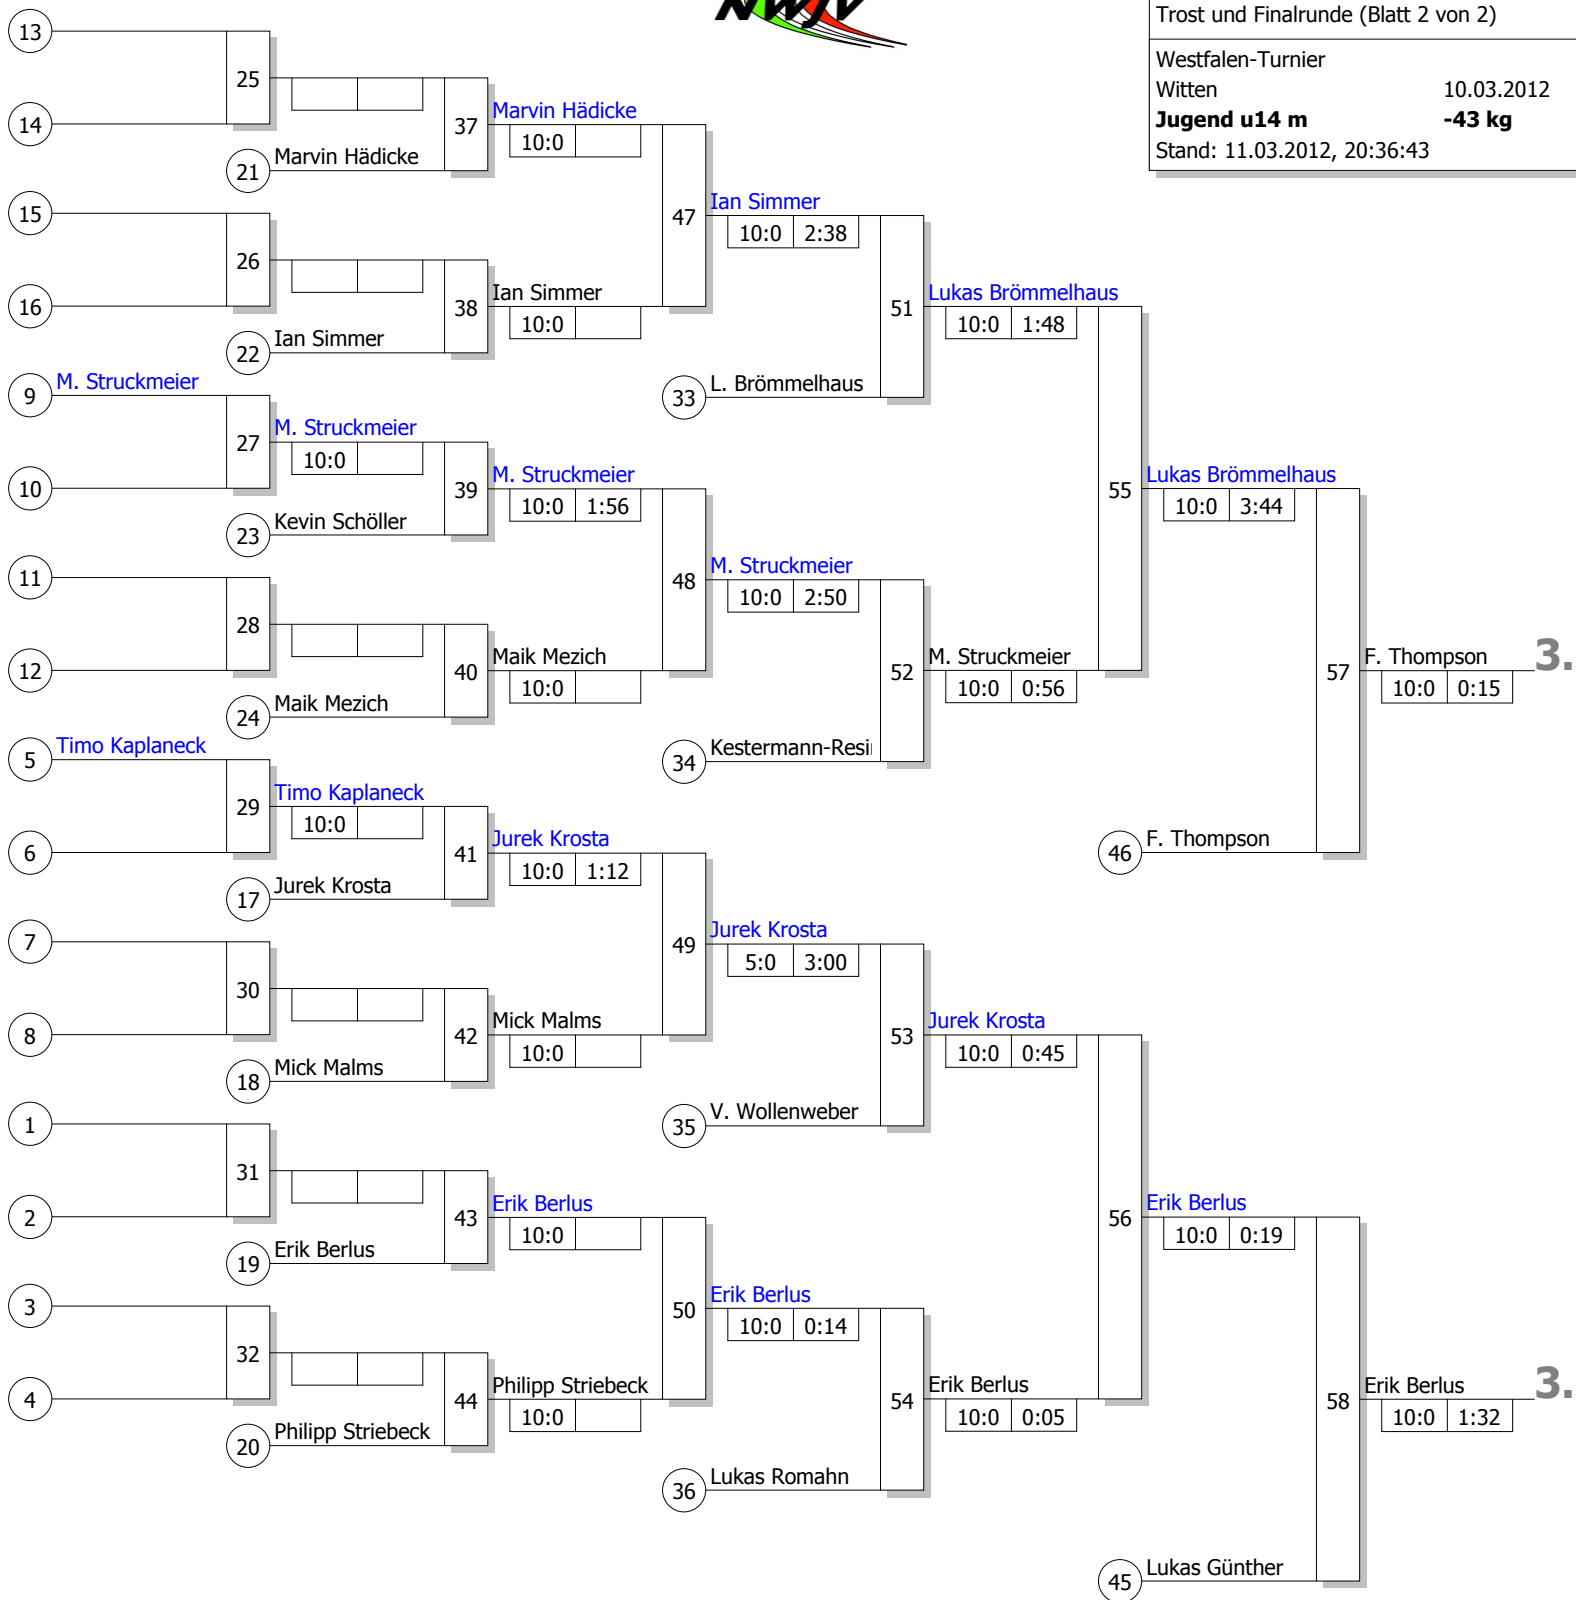 NWJV
Trost und Finalrunde (Blatt 2 von 2)
Westfalen-Turnier
Witten 10.03.2012
Jugend u14 m -43 kg
Stand: 11.03.2012, 20:36:43
13
25
14
37
Marvin Hädicke
10:0
21 Marvin Hädicke
15
47
Ian Simmer
10:0 2:38
26
16
38
Ian Simmer
10:0
51
Lukas Brömmelhaus
10:0 1:48
22 Ian Simmer
9 M. Struckmeier
33 L. Brömmelhaus
27
M. Struckmeier
10:0
10
39
M. Struckmeier
10:0 1:56
55
Lukas Brömmelhaus
10:0 3:44
23 Kevin Schöller
11
48
M. Struckmeier
10:0 2:50
28
12
40
Maik Mezich
10:0
52
M. Struckmeier
10:0 0:56
57
F. Thompson
10:0 0:15
3.
24 Maik Mezich
5 Timo Kaplaneck
34 Kestermann-Resi
29
Timo Kaplaneck
10:0
6
41
Jurek Krosta
10:0 1:12
46 F. Thompson
17 Jurek Krosta
7
49
Jurek Krosta
5:0 3:00
30
8
42
Mick Malms
10:0
53
Jurek Krosta
10:0 0:45
18 Mick Malms
1
35 V. Wollenweber
31
2
43
Erik Berlus
10:0
56
Erik Berlus
10:0 0:19
19 Erik Berlus
3
50
Erik Berlus
10:0 0:14
32
4
44
Philipp Striebeck
10:0
54
Erik Berlus
10:0 0:05
58
Erik Berlus
10:0 1:32
3.
20 Philipp Striebeck
36 Lukas Romahn
45 Lukas Günther